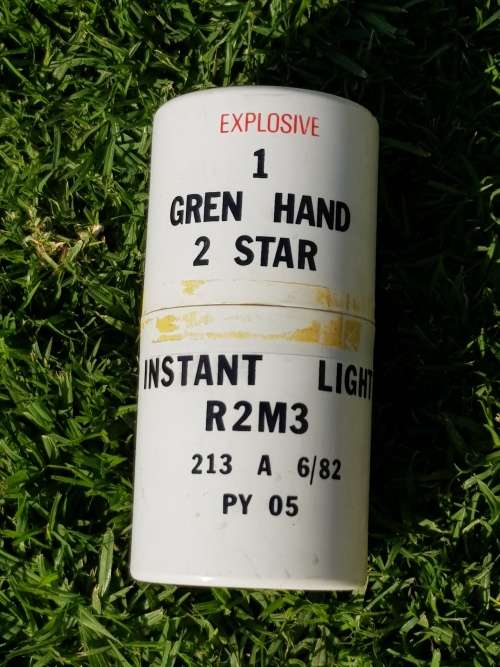 EXPLOSIVE
1
GREN HAND
2 STAR
INSTANT LIGHT
R2M3
213 A 6/82
PY 05